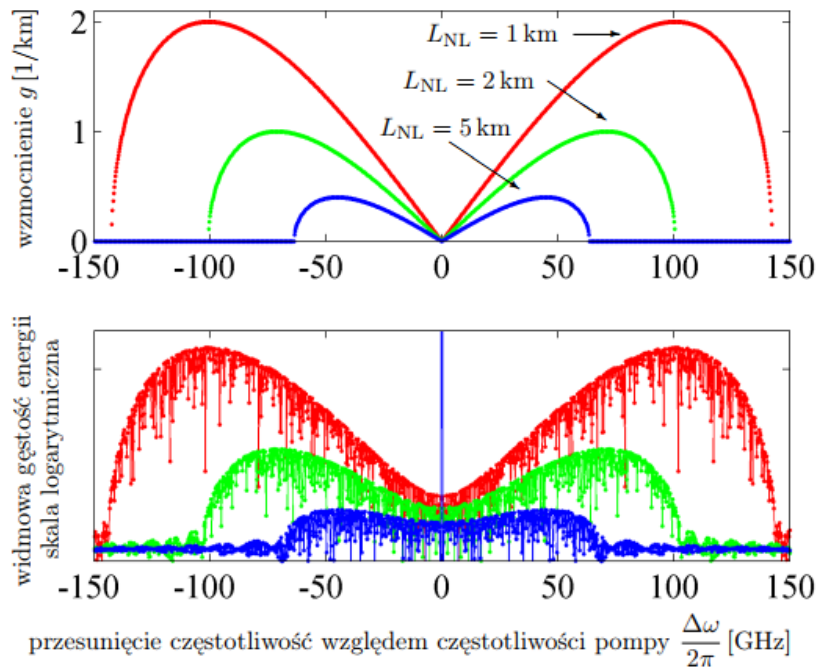 wzmocnienie g [1/km]
2
1
0
L_NL = 1 km
L_NL = 2 km
L_NL = 5 km
-150 -100 -50 0 50 100 150
widmowa gęstość energii
skala logarytmiczna
-150 -100 -50 0 50 100 150
przesunięcie częstotliwość względem częstotliwości pompy Δω/2π [GHz]